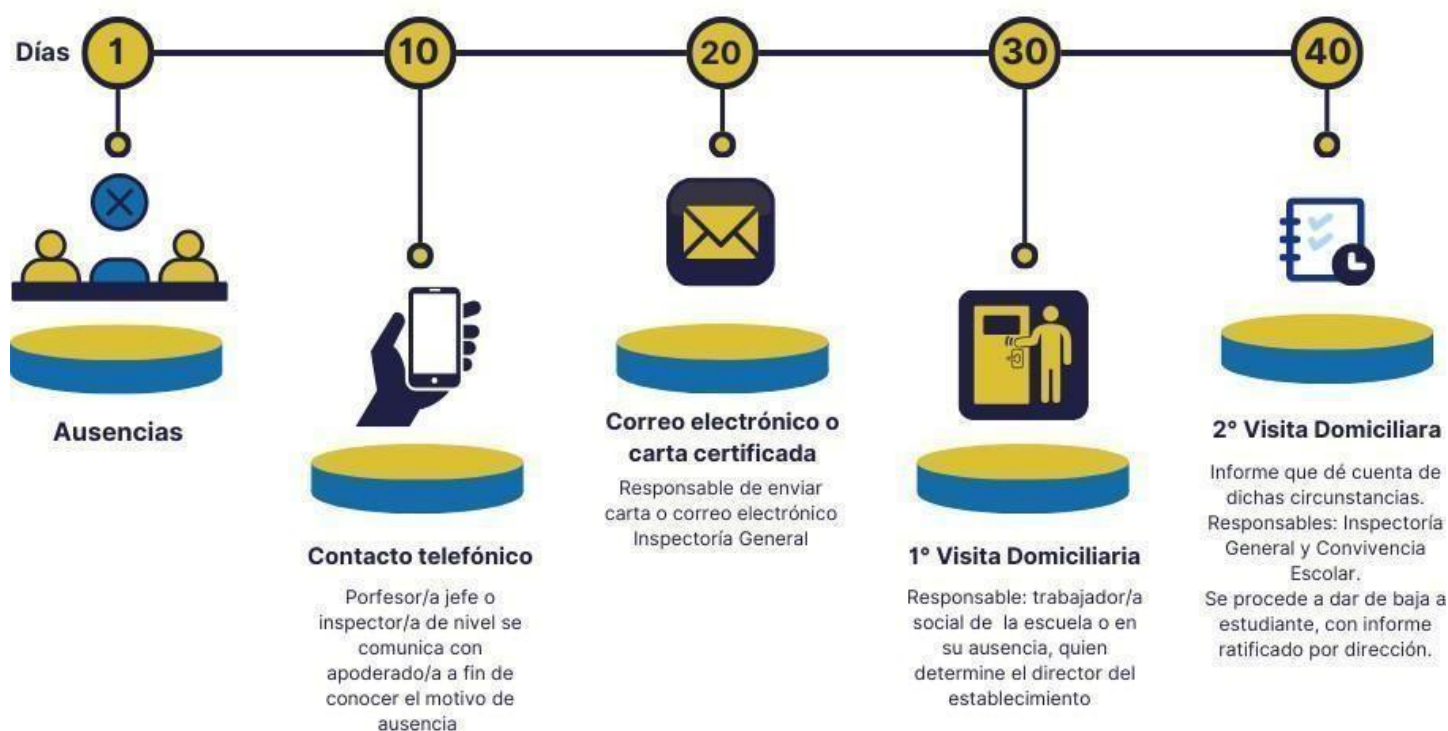 Días 1 10 20 30 40
Ausencias
Contacto telefónico
Porfesor/a jefe o
inspector/a de nivel se
comunica con
apoderado/a a fin de
conocer el motivo de
ausencia
Correo electrónico o
carta certificada
Responsable de enviar
carta o correo electrónico
Inspectoría General
1° Visita Domiciliaria
Responsable: trabajador/a
social de la escuela o en
su ausencia, quien
determine el director del
establecimiento
2° Visita Domiciliara
Informe que dé cuenta de
dichas circunstancias.
Responsables: Inspectoría
General y Convivencia
Escolar.
Se procede a dar de baja a
estudiante, con informe
ratificado por dirección.